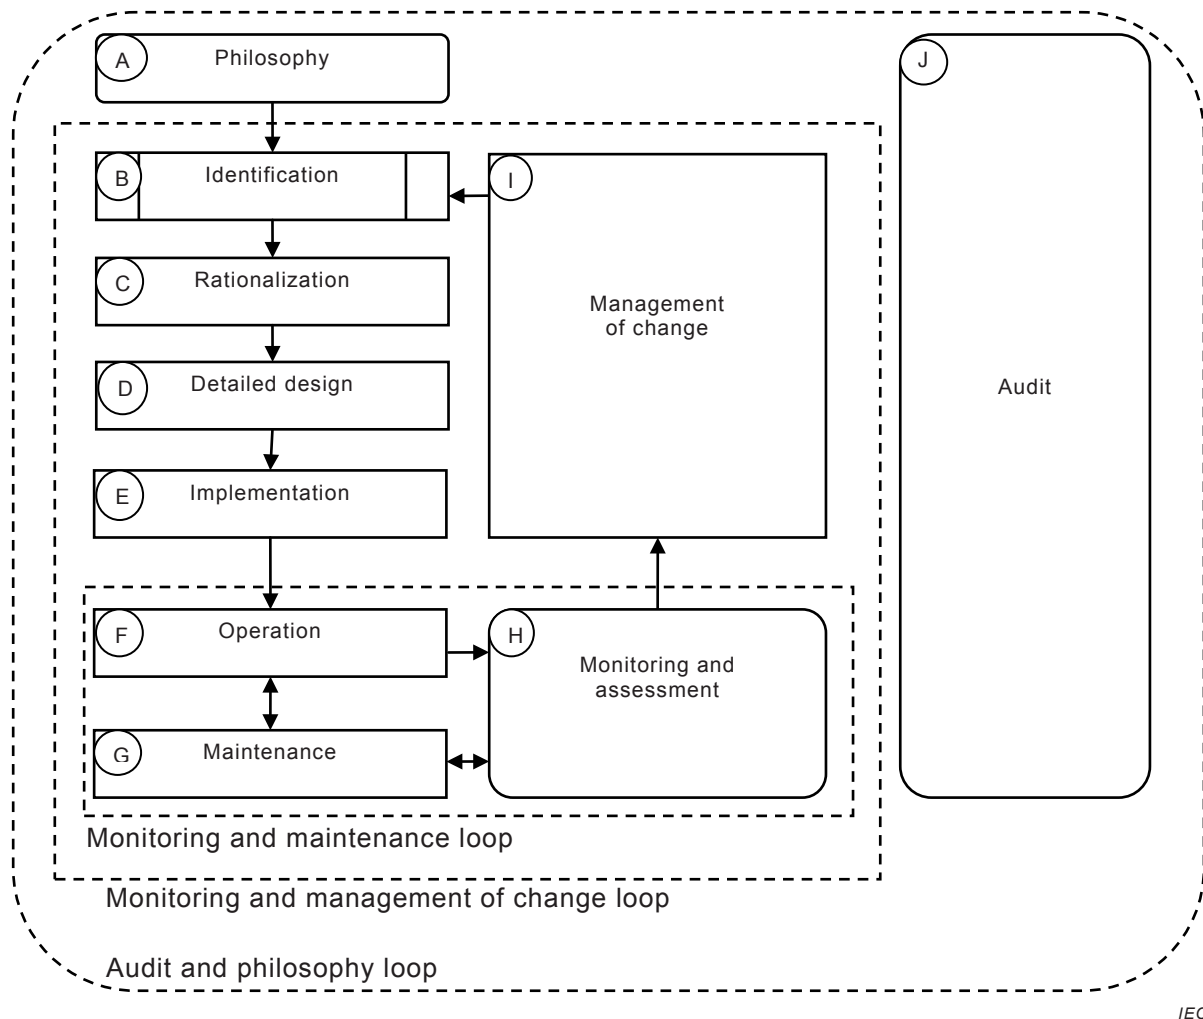 A
Philosophy
J
B
Identification
I
C
Rationalization
Management
of change
D
Detailed design
Audit
E
Implementation
F
Operation
H
Monitoring and
assessment
G
Maintenance
Monitoring and maintenance loop
Monitoring and management of change loop
Audit and philosophy loop
IEC